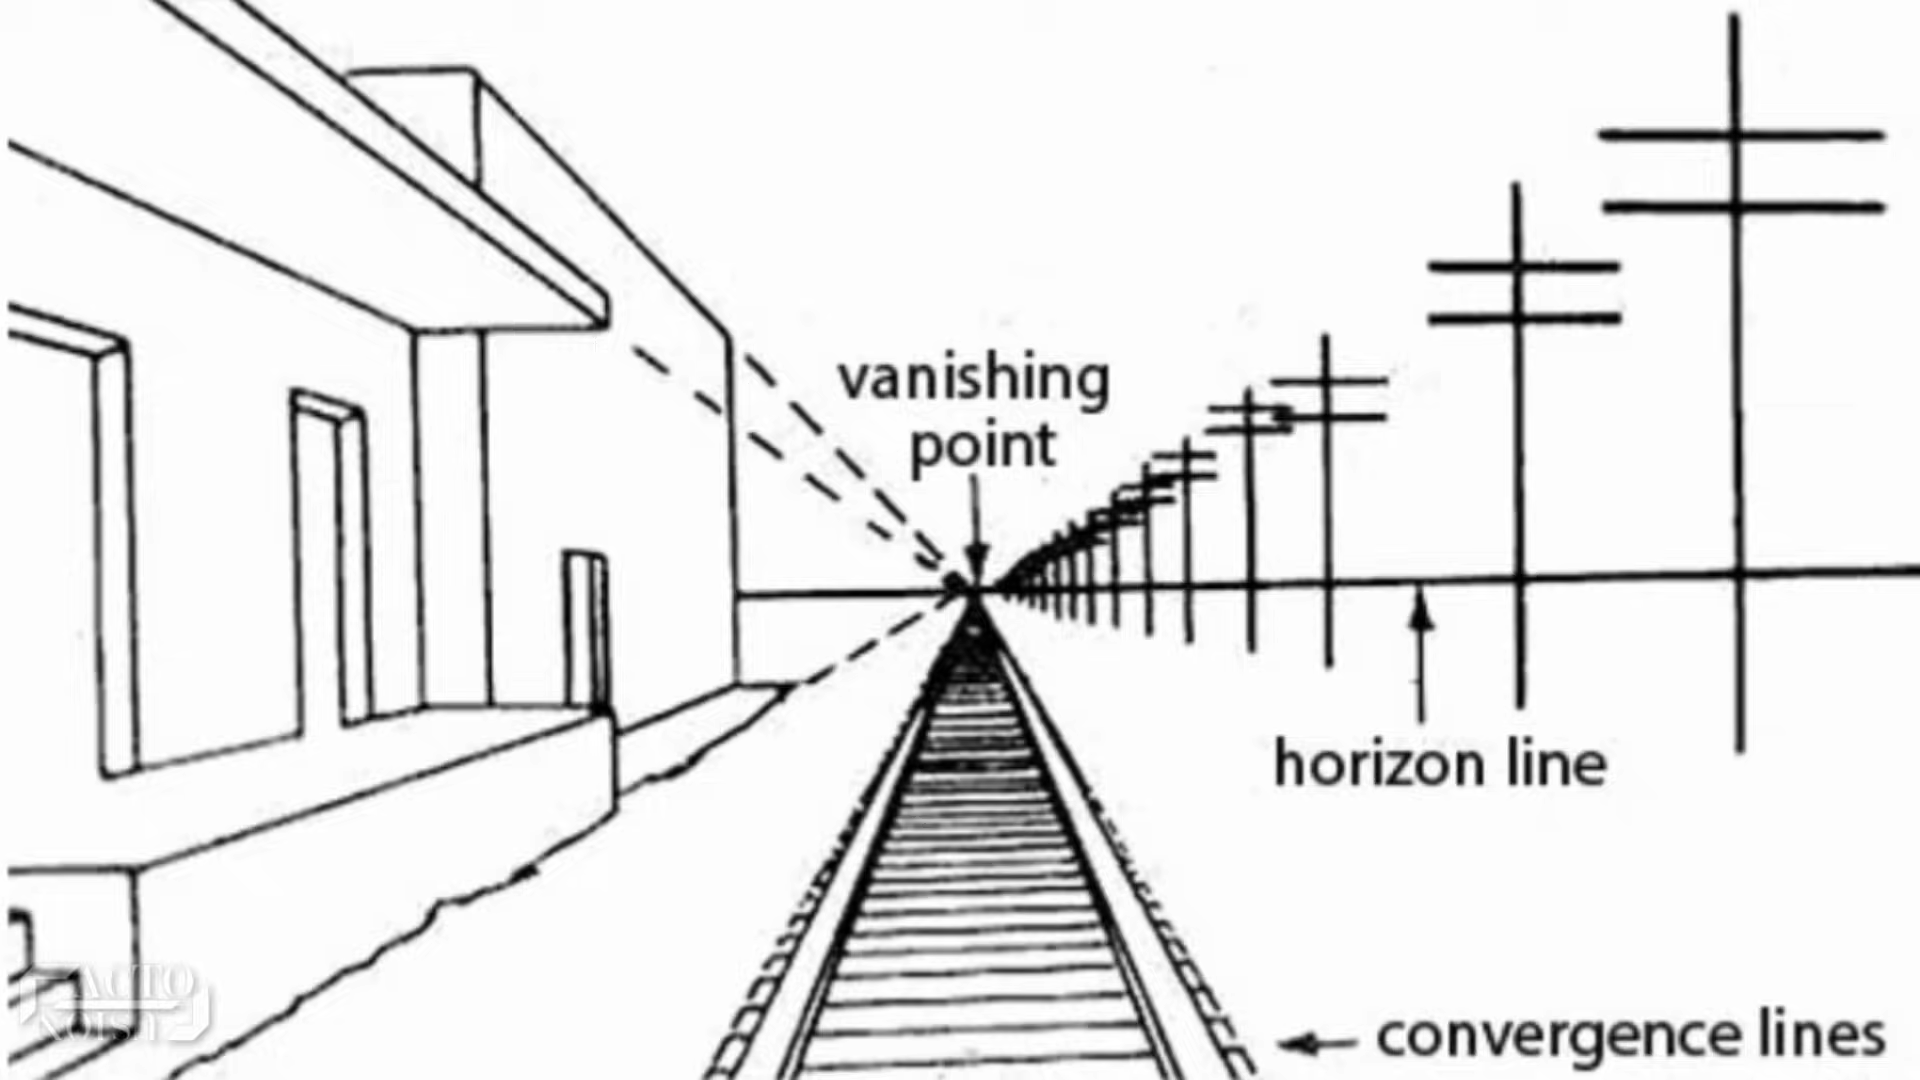 vanishing
point
horizon line
convergence lines